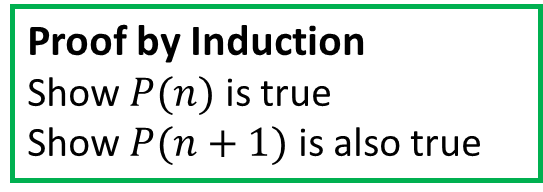 Proof by Induction
Show P(n) is true
Show P(n + 1) is also true